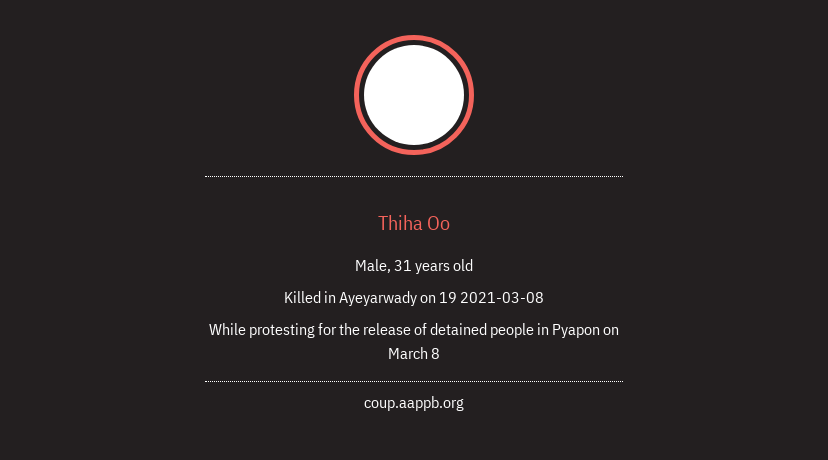 Thiha Oo
Male, 31 years old
Killed in Ayeyarwady on 19 2021-03-08
While protesting for the release of detained people in Pyapon on
March 8
coup.aappb.org